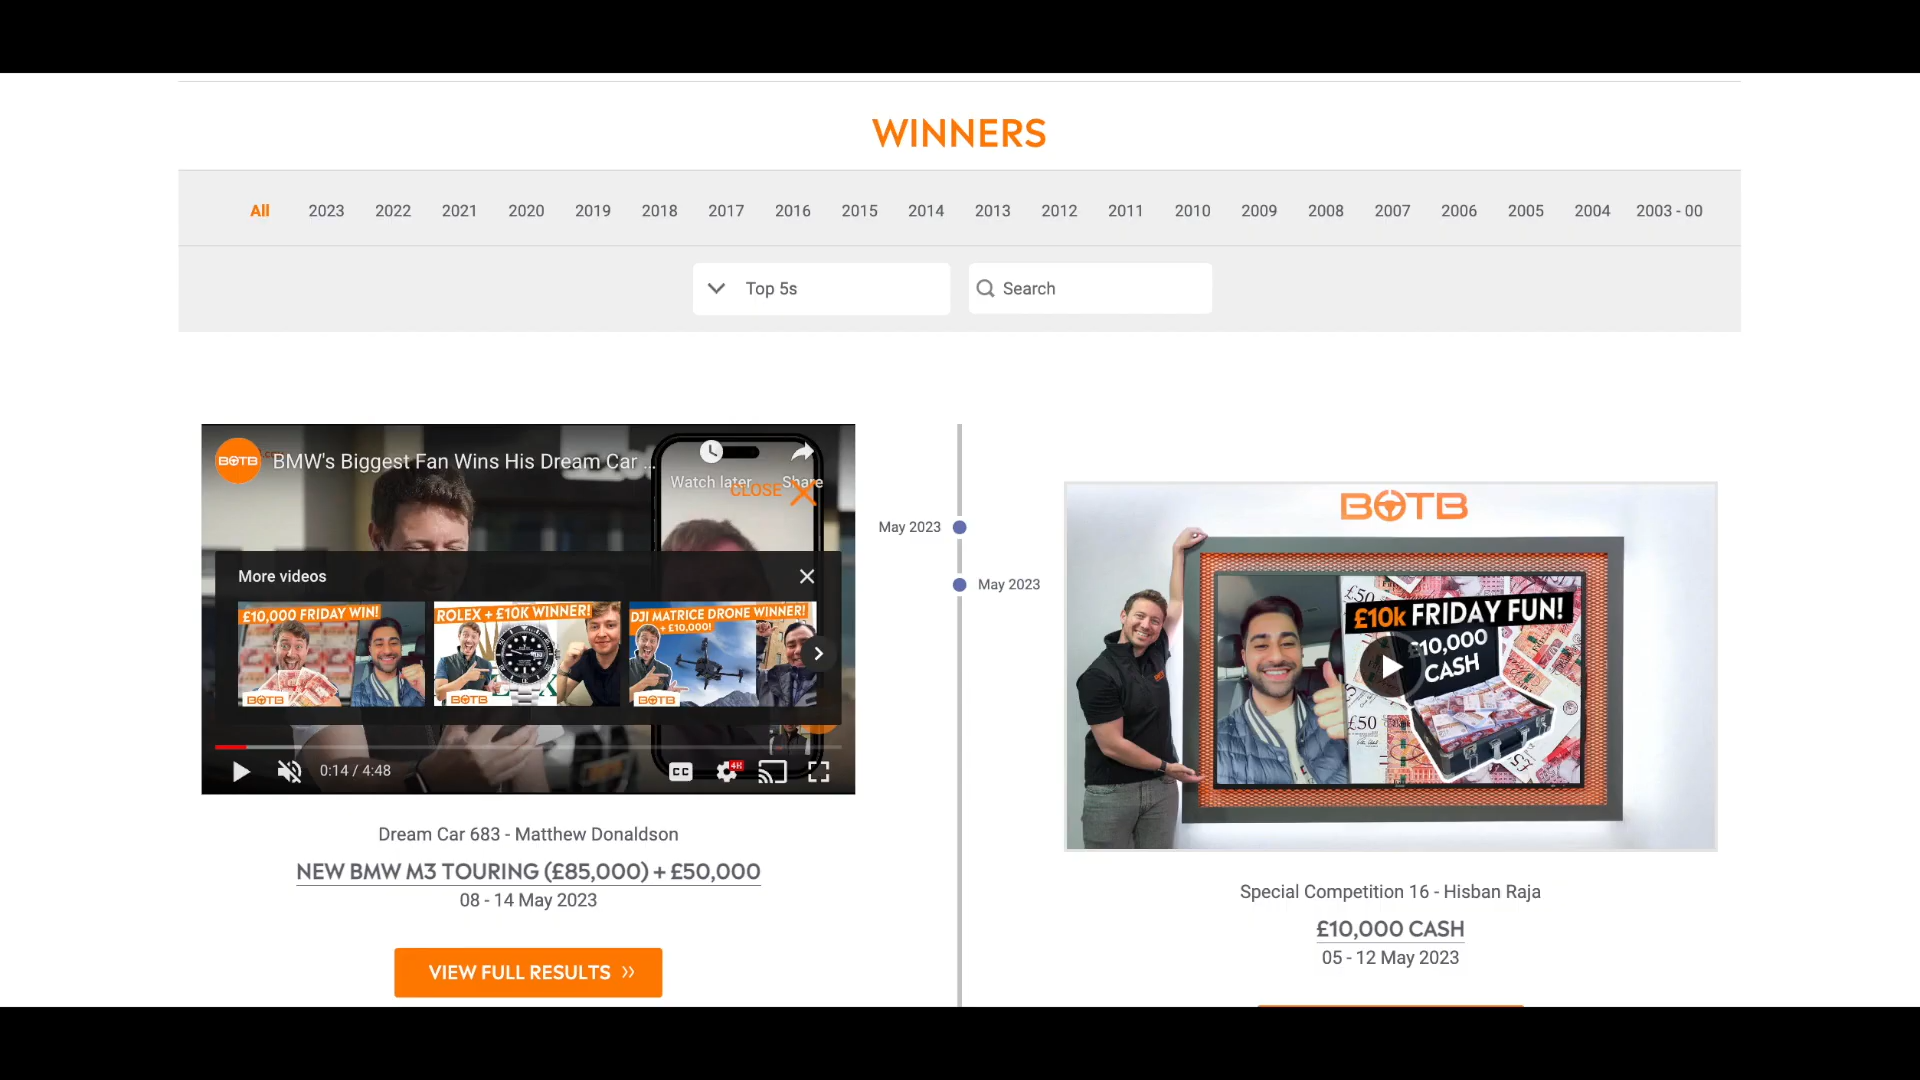 WINNERS
All 2023 2022 2021 2020 2019 2018 2017 2016 2015 2014 2013 2012 2011 2010 2009 2008 2007 2006 2005 2004 2003 - 00
Top 5s
Search
BOTB
BMW's Biggest Fan Wins His Dream Car ...
Watch later
Share
CLOSE
More videos
£10,000 FRIDAY WIN!
BOTB
ROLEX + £10K WINNER!
BOTB
DJI MATRICE DRONE WINNER!
+ £10,000!
BOTB
0:14 / 4:48
CC
4K
Dream Car 683 - Matthew Donaldson
NEW BMW M3 TOURING (£85,000) + £50,000
08 - 14 May 2023
VIEW FULL RESULTS »
May 2023
May 2023
BOTB
£10k FRIDAY FUN!
£10,000
CASH
£50
£50
Special Competition 16 - Hisban Raja
£10,000 CASH
05 - 12 May 2023